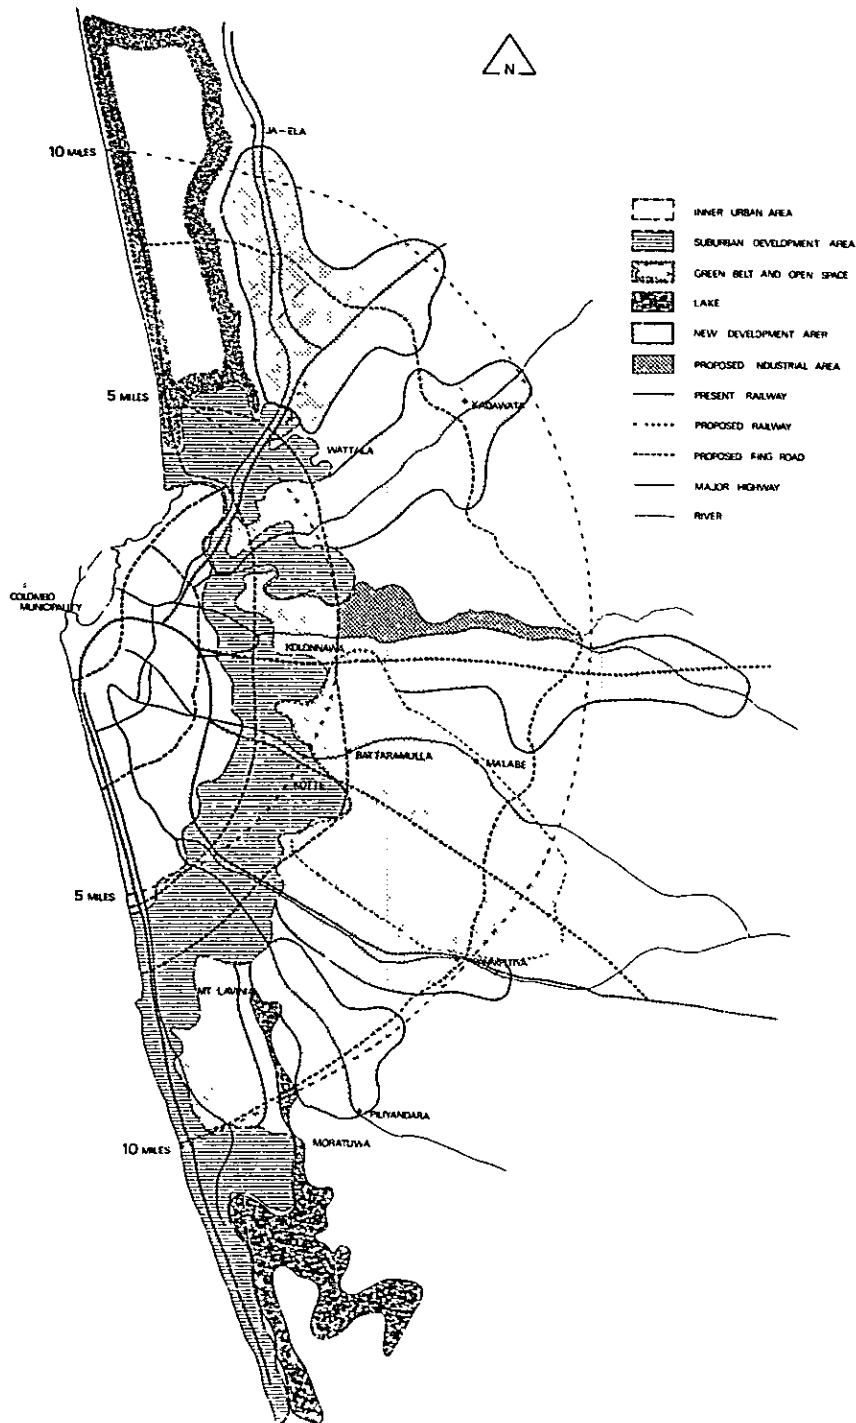 N
JA-ELA
10 MILES
INNER URBAN AREA
SUBURBAN DEVELOPMENT AREA
GREEN BELT AND OPEN SPACE
LAKE
NEW DEVELOPMENT ARER
PROPOSED INDUSTRIAL AREA
PRESENT RAILWAY
PROPOSED RAILWAY
PROPOSED RING ROAD
MAJOR HIGHWAY
RIVER
5 MILES
KADAWATA
WATTALA
COLOMBO
MUNICIPALITY
KOLONNAWA
BATTARAMULLA
MALABE
KOTTE
5 MILES
MT LAVINIA
PILIYANDARA
10 MILES
MORATUWA